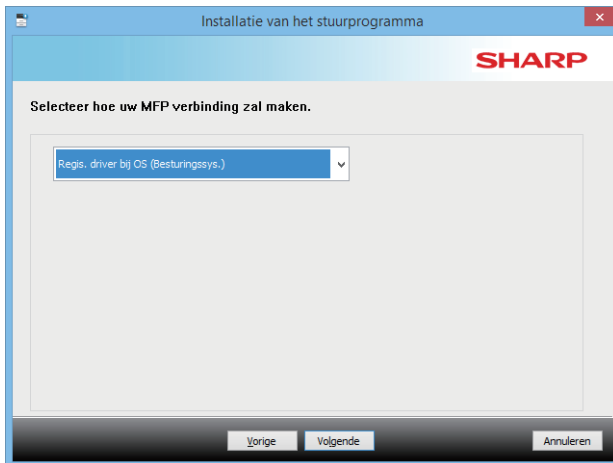 Installatie van het stuurprogramma
SHARP
Selecteer hoe uw MFP verbinding zal maken.
Regis. driver bij OS (Besturingssys.)
Vorige Volgende Annuleren